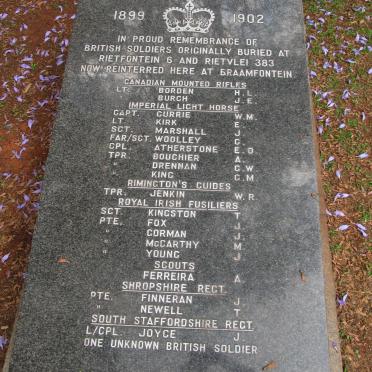 1899 1902
IN PROUD REMEMBRANCE OF
BRITISH SOLDIERS ORIGINALLY BURIED AT
RIETFONTEIN 6 AND RIETVLEI 383
NOW REINTERRED HERE AT BRAAMFONTEIN
CANADIAN MOUNTED RIFLES
LT. BORDEN H.L.
" BURCH J.E.
IMPERIAL LIGHT HORSE
CAPT. CURRIE W.M.
LT. KIRK E.
SCT. MARSHALL J.
FAR/SCT. WOOLLEY C.
CPL. ATHERSTONE E.D.
TPR. BOUCHIER A.
" DRENNAN C.W.
" KING C.M.
RIMINGTON'S GUIDES
TPR. JENKIN W.R.
ROYAL IRISH FUSILIERS
SCT. KINGSTON T.
PTE. FOX J.
" GORMAN J.
" McCARTHY M.
" YOUNG J.
SCOUTS
FERREIRA A.
SHROPSHIRE RECT.
PTE. FINNERAN J.
" NEWELL T.
SOUTH STAFFORDSHIRE RECT.
L/CPL. JOYCE J.
ONE UNKNOWN BRITISH SOLDIER